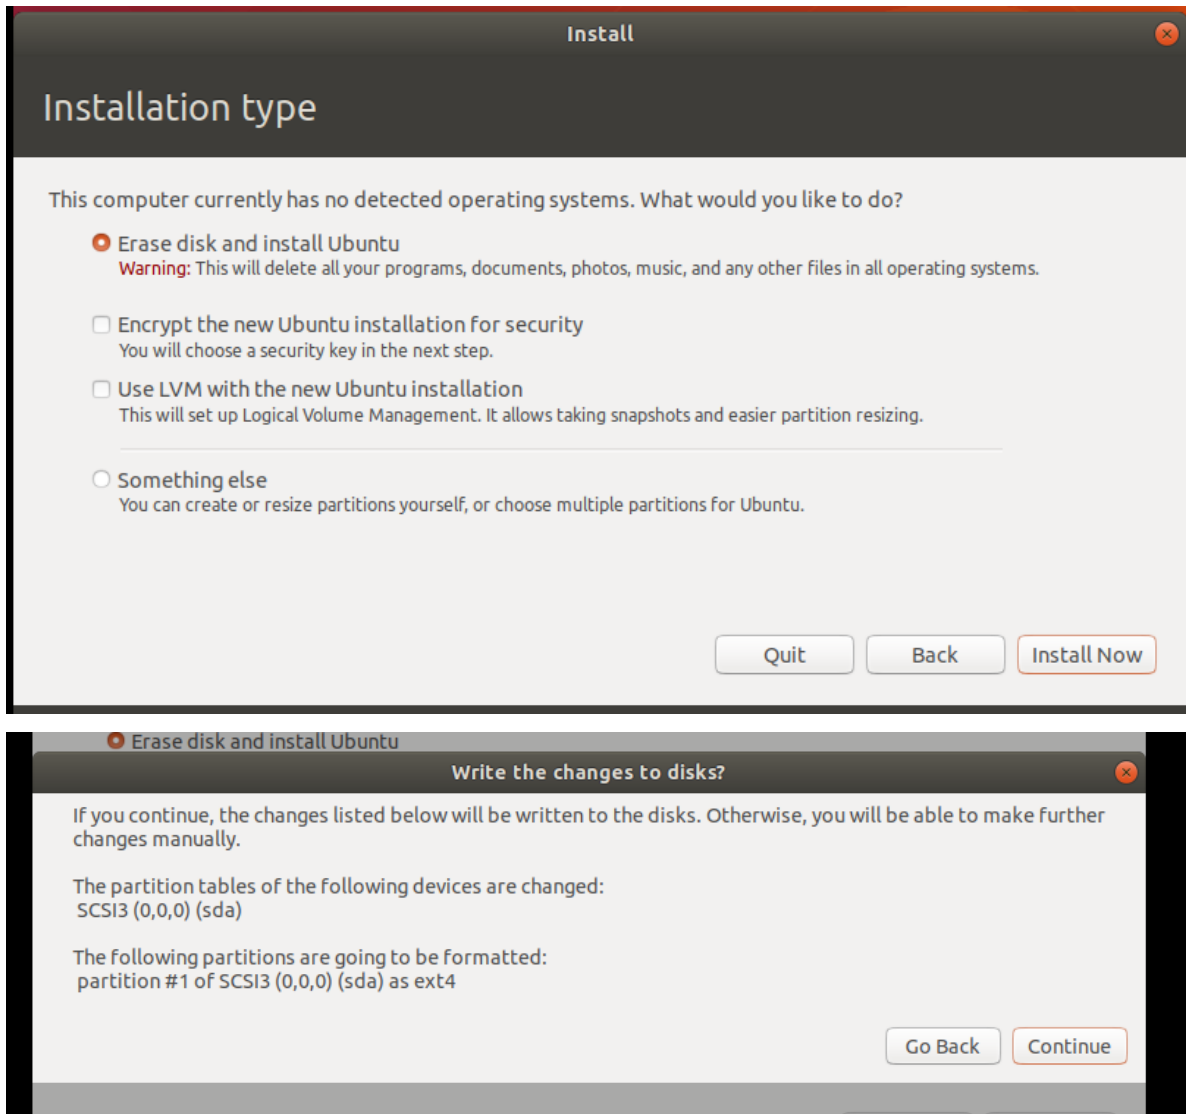 Install
Installation type
This computer currently has no detected operating systems. What would you like to do?
Erase disk and install Ubuntu
Warning: This will delete all your programs, documents, photos, music, and any other files in all operating systems.
Encrypt the new Ubuntu installation for security
You will choose a security key in the next step.
Use LVM with the new Ubuntu installation
This will set up Logical Volume Management. It allows taking snapshots and easier partition resizing.
Something else
You can create or resize partitions yourself, or choose multiple partitions for Ubuntu.
Quit Back Install Now
Erase disk and install Ubuntu
Write the changes to disks?
If you continue, the changes listed below will be written to the disks. Otherwise, you will be able to make further
changes manually.
The partition tables of the following devices are changed:
SCSI3 (0,0,0) (sda)
The following partitions are going to be formatted:
partition #1 of SCSI3 (0,0,0) (sda) as ext4
Go Back Continue